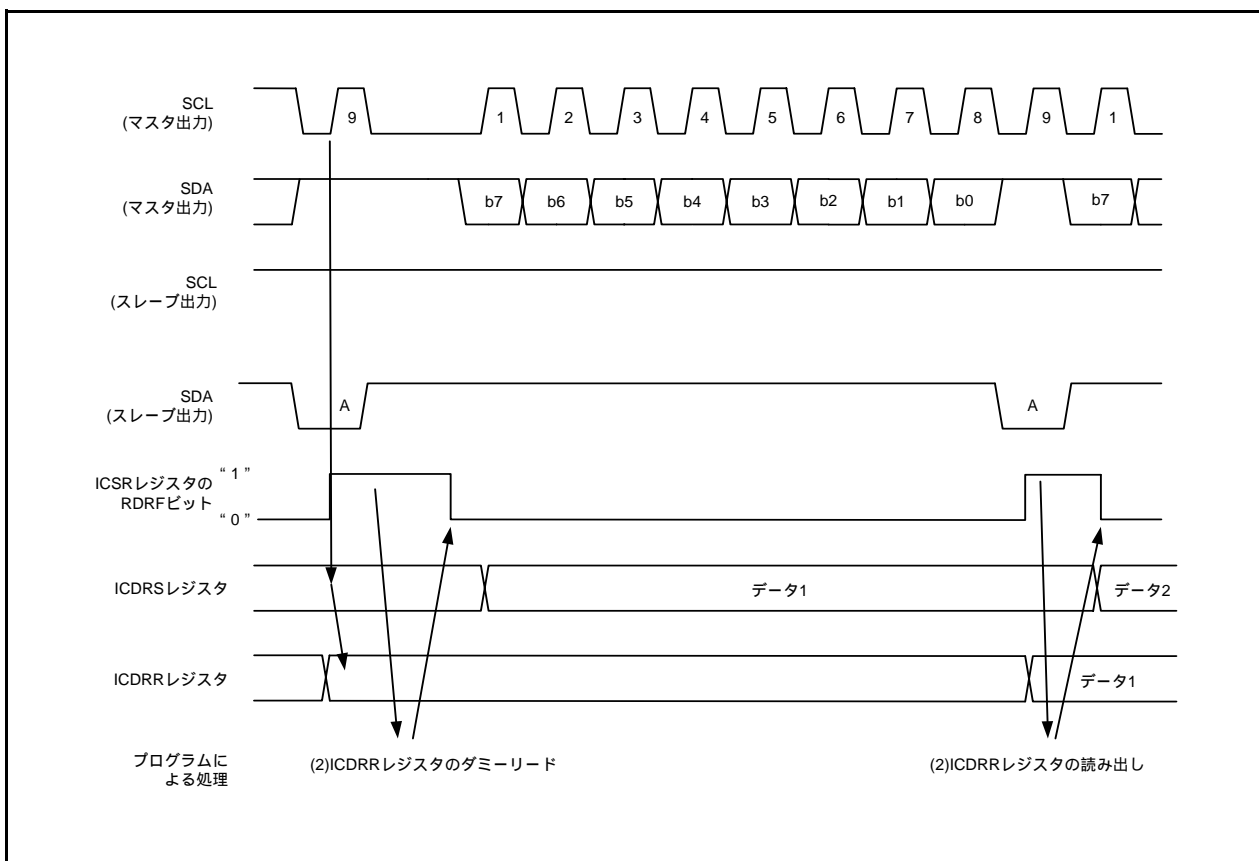 SCL
(マスタ出力)
9 1 2 3 4 5 6 7 8 9 1
SDA
(マスタ出力)
b7 b6 b5 b4 b3 b2 b1 b0 b7
SCL
(スレーブ出力)
SDA
(スレーブ出力)
A A
ICSRレジスタの
RDRFビット
“ 1 ”
“ 0 ”
ICDRSレジスタ
データ1 データ2
ICDRRレジスタ
データ1
プログラムに
よる処理
(2)ICDRRレジスタのダミーリード (2)ICDRRレジスタの読み出し